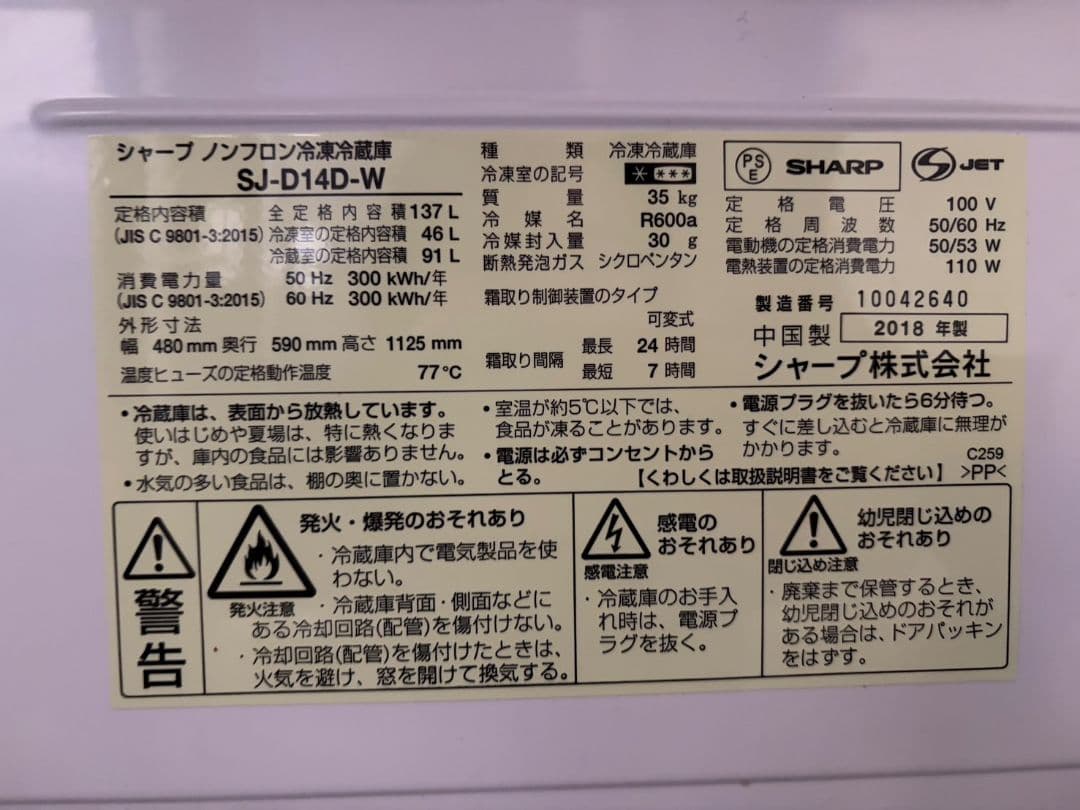 シャープ ノンフロン冷凍冷蔵庫
SJ-D14D-W
定格内容積 全定格内容積 137 L
(JIS C 9801-3:2015) 冷凍室の定格内容積 46 L
冷蔵室の定格内容積 91 L
消費電力量 50 Hz 300 kWh/年
(JIS C 9801-3:2015) 60 Hz 300 kWh/年
外形寸法
幅 480 mm 奥行 590 mm 高さ 1125 mm
温度ヒューズの定格動作温度 77℃
種類 冷凍冷蔵庫
冷凍室の記号 * ***
質量 35 kg
冷媒名 R600a
冷媒封入量 30 g
断熱発泡ガス シクロペンタン
霜取り制御装置のタイプ
可変式
霜取り間隔 最長 24 時間
最短 7 時間
PS
E
SHARP
S JET
定格電圧 100 V
定格周波数 50/60 Hz
電動機の定格消費電力 50/53 W
電熱装置の定格消費電力 110 W
製造番号 10042640
中国製 2018 年製
シャープ株式会社
・冷蔵庫は、表面から放熱しています。
使いはじめや夏場は、特に熱くなりま
すが、庫内の食品には影響ありません。
・水気の多い食品は、棚の奥に置かない。
・室温が約5℃以下では、
食品が凍ることがあります。
・電源は必ずコンセントから
とる。
・電源プラグを抜いたら6分待つ。
すぐに差し込むと冷蔵庫に無理が
かかります。
C259
【くわしくは取扱説明書をご覧ください】 >PP<
警告
発火・爆発のおそれあり
発火注意
・冷蔵庫内で電気製品を使
わない。
・冷蔵庫背面・側面などに
ある冷却回路(配管)を傷付けない。
・冷却回路(配管)を傷付けたときは、
火気を避け、窓を開けて換気する。
感電の
おそれあり
感電注意
・冷蔵庫のお手入
れ時は、電源プ
ラグを抜く。
幼児閉じ込めの
おそれあり
閉じ込め注意
・廃棄まで保管するとき、
幼児閉じ込めのおそれが
ある場合は、ドアパッキン
をはずす。